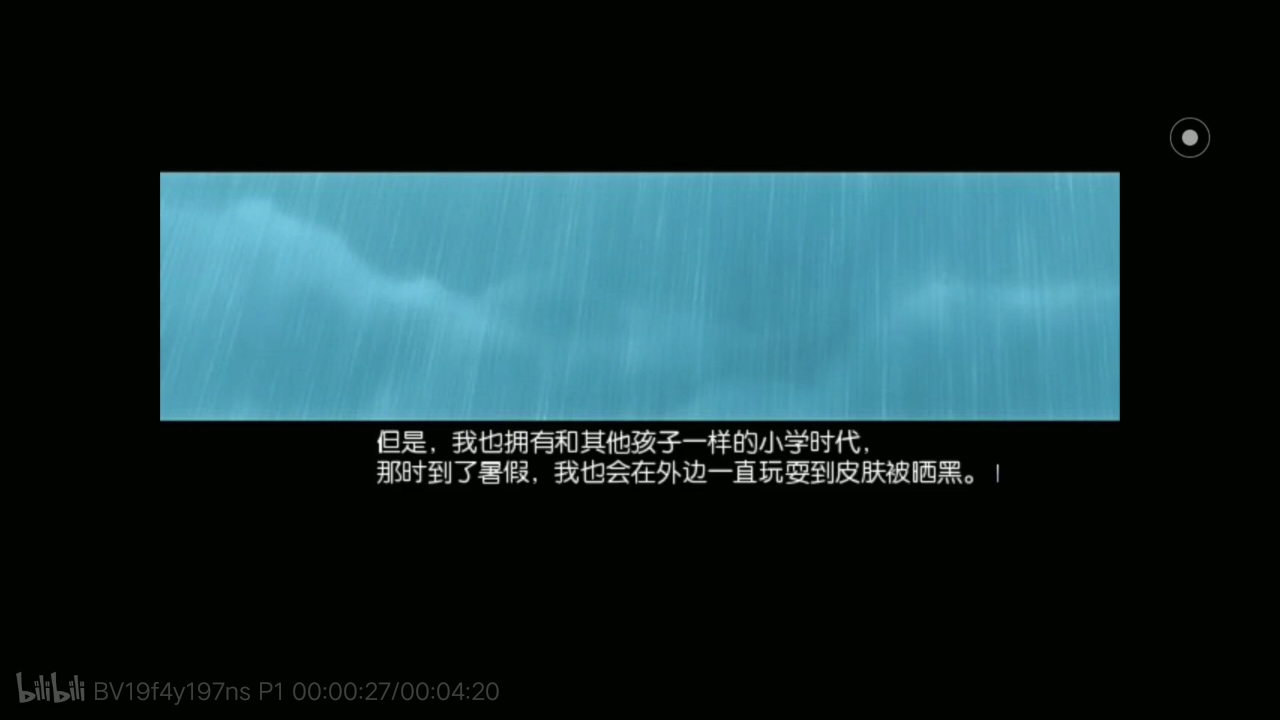 但是，我也拥有和其他孩子一样的小学时代，
那时到了暑假，我也会在外边一直玩耍到皮肤被晒黑。
bilibili BV19f4y197ns P1 00:00:27/00:04:20